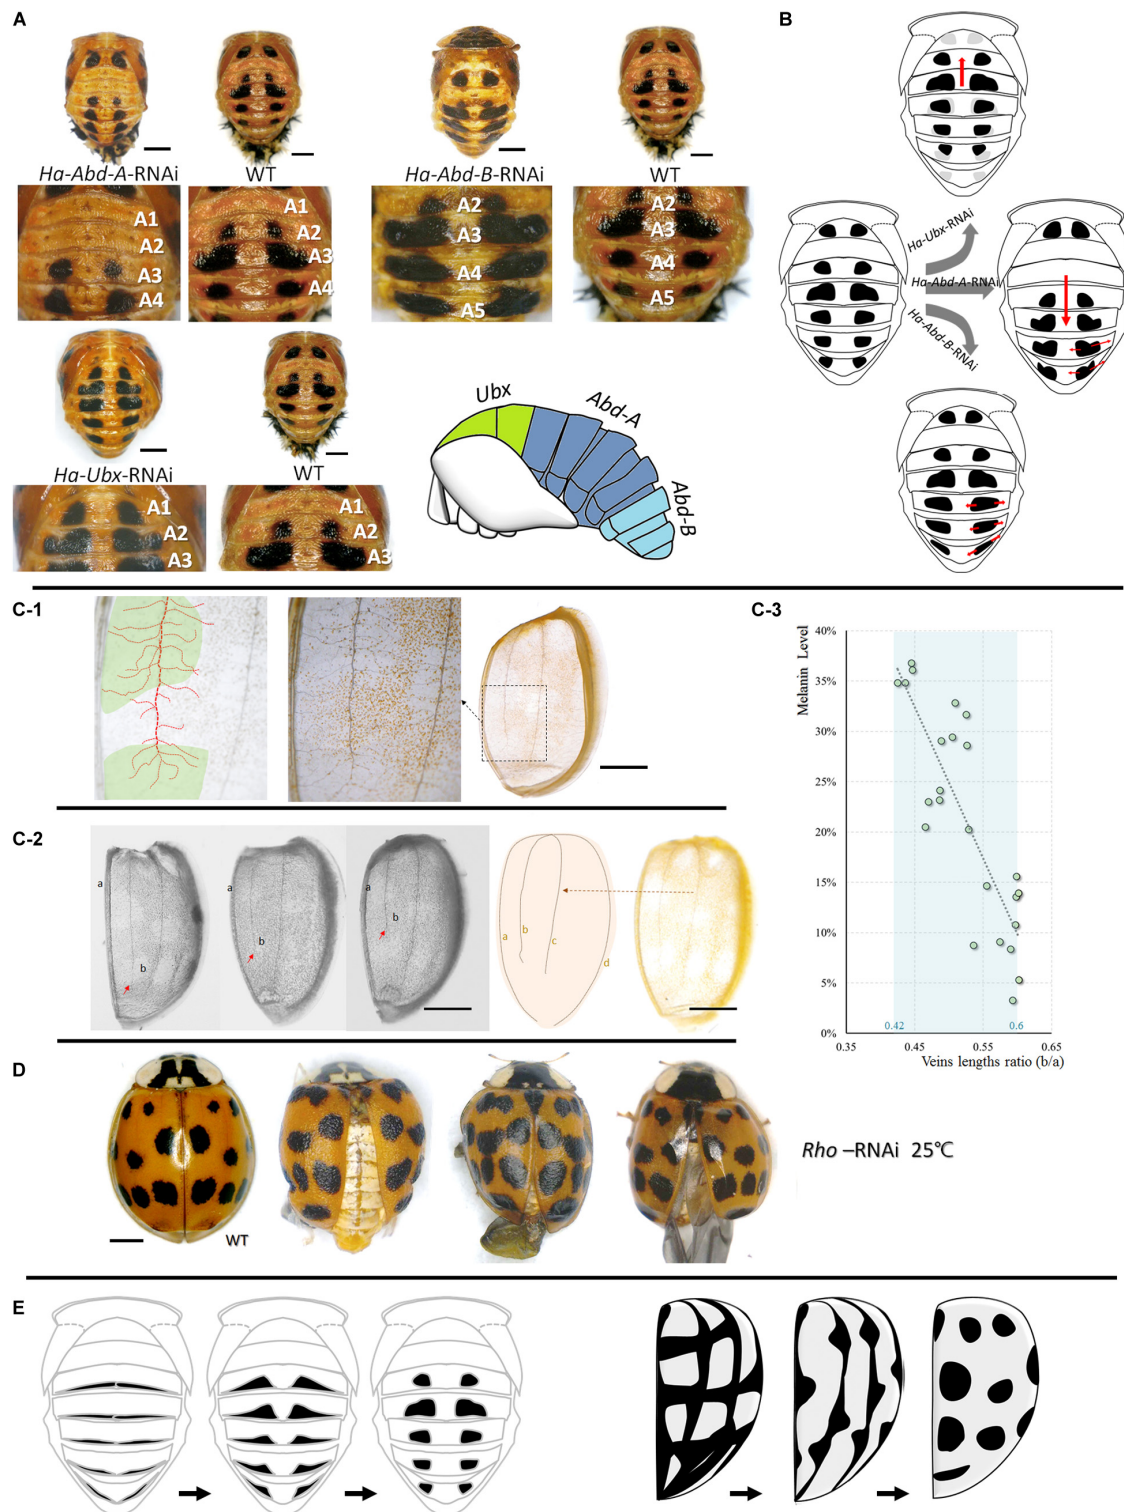 A
B
Ha-Abd-A-RNAi
WT
Ha-Abd-B-RNAi
WT
A1
A2
A3
A4
A1
A2
A3
A4
A2
A3
A4
A5
A2
A3
A4
A5
Ha-Ubx-RNAi
Ha-Abd-A-RNAi
Ha-Abd-B-RNAi
Ha-Ubx-RNAi
WT
A1
A2
A3
A1
A2
A3
Ubx
Abd-A
Abd-B
C-1
C-3
Melanin Level
40%
35%
30%
25%
20%
15%
10%
5%
0%
0.42
0.6
0.35
0.45
0.55
0.65
Veins lengths ratio (b/a)
C-2
a
b
a
b
a
b
a
b
c
d
D
WT
Rho –RNAi 25℃
E